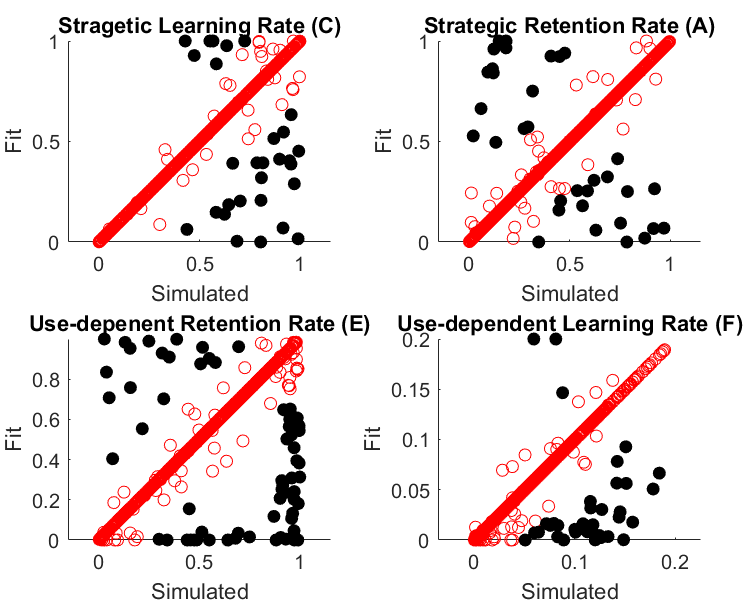 Stragetic Learning Rate (C)
1
0.5
0
Fit
0
0.5
1
Simulated
Strategic Retention Rate (A)
1
0.5
0
Fit
0
0.5
1
Simulated
Use-depenent Retention Rate (E)
0.8
0.6
0.4
0.2
0
Fit
0
0.5
1
Simulated
Use-dependent Learning Rate (F)
0.2
0.15
0.1
0.05
0
Fit
0
0.1
0.2
Simulated